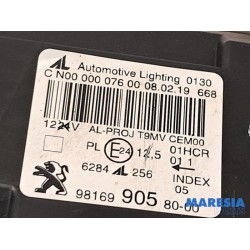 AL Automotive Lighting 0130
C N00 000 076 00 08.02.19 668
12V AL-PROJ T9MV CEM00
PL E24 12,5 01HCR
01 1
6284 AL 256 INDEX
05
98169 905 80-00
MARESIA